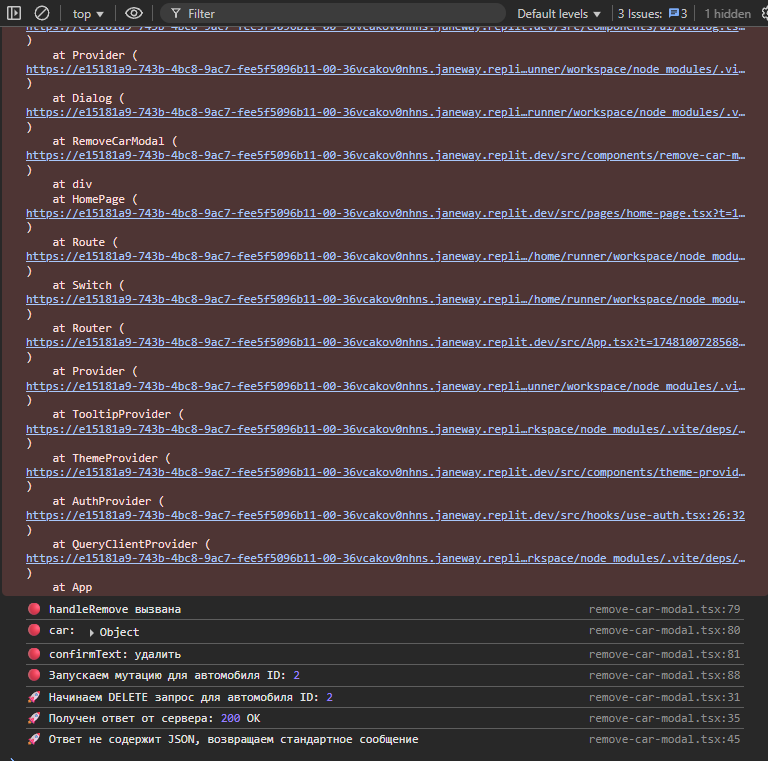 top Filter Default levels 3 Issues: 3 1 hidden
https://e15181a9-743b-4bc8-9ac7-fee5f5096b11-00-36vcakov0nhns.janeway.replit.dev/src/components/ui/dialog.ts…
)
at Provider (
https://e15181a9-743b-4bc8-9ac7-fee5f5096b11-00-36vcakov0nhns.janeway.repli…unner/workspace/node_modules/.vi…
)
at Dialog (
https://e15181a9-743b-4bc8-9ac7-fee5f5096b11-00-36vcakov0nhns.janeway.repli…runner/workspace/node_modules/.v…
)
at RemoveCarModal (
https://e15181a9-743b-4bc8-9ac7-fee5f5096b11-00-36vcakov0nhns.janeway.replit.dev/src/components/remove-car-m…
)
at div
at HomePage (
https://e15181a9-743b-4bc8-9ac7-fee5f5096b11-00-36vcakov0nhns.janeway.replit.dev/src/pages/home-page.tsx?t=1…
)
at Route (
https://e15181a9-743b-4bc8-9ac7-fee5f5096b11-00-36vcakov0nhns.janeway.repli…/home/runner/workspace/node_modu…
)
at Switch (
https://e15181a9-743b-4bc8-9ac7-fee5f5096b11-00-36vcakov0nhns.janeway.repli…/home/runner/workspace/node_modu…
)
at Router (
https://e15181a9-743b-4bc8-9ac7-fee5f5096b11-00-36vcakov0nhns.janeway.replit.dev/src/App.tsx?t=1748100728568…
)
at Provider (
https://e15181a9-743b-4bc8-9ac7-fee5f5096b11-00-36vcakov0nhns.janeway.repli…unner/workspace/node_modules/.vi…
)
at TooltipProvider (
https://e15181a9-743b-4bc8-9ac7-fee5f5096b11-00-36vcakov0nhns.janeway.repli…rkspace/node_modules/.vite/deps/…
)
at ThemeProvider (
https://e15181a9-743b-4bc8-9ac7-fee5f5096b11-00-36vcakov0nhns.janeway.replit.dev/src/components/theme-provid…
)
at AuthProvider (
https://e15181a9-743b-4bc8-9ac7-fee5f5096b11-00-36vcakov0nhns.janeway.replit.dev/src/hooks/use-auth.tsx:26:32
)
at QueryClientProvider (
https://e15181a9-743b-4bc8-9ac7-fee5f5096b11-00-36vcakov0nhns.janeway.repli…rkspace/node_modules/.vite/deps/…
)
at App
🔴 handleRemove вызвана remove-car-modal.tsx:79
🔴 car: ▸ Object remove-car-modal.tsx:80
🔴 confirmText: удалить remove-car-modal.tsx:81
🔴 Запускаем мутацию для автомобиля ID: 2 remove-car-modal.tsx:88
🚀 Начинаем DELETE запрос для автомобиля ID: 2 remove-car-modal.tsx:31
🚀 Получен ответ от сервера: 200 OK remove-car-modal.tsx:35
🚀 Ответ не содержит JSON, возвращаем стандартное сообщение remove-car-modal.tsx:45